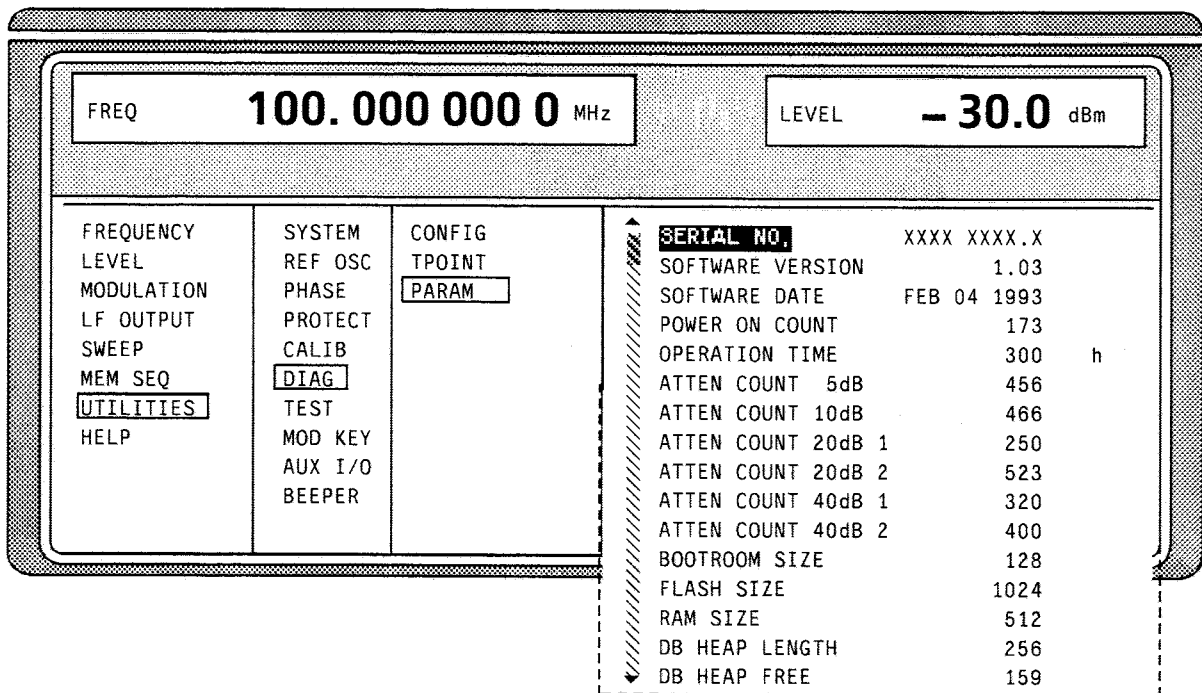 FREQ 100. 000 000 0 MHz
LEVEL – 30.0 dBm
FREQUENCY
LEVEL
MODULATION
LF OUTPUT
SWEEP
MEM SEQ
UTILITIES
HELP
SYSTEM
REF OSC
PHASE
PROTECT
CALIB
DIAG
TEST
MOD KEY
AUX I/O
BEEPER
CONFIG
TPOINT
PARAM
SERIAL NO. XXXX XXXX.X
SOFTWARE VERSION 1.03
SOFTWARE DATE FEB 04 1993
POWER ON COUNT 173
OPERATION TIME 300 h
ATTEN COUNT 5dB 456
ATTEN COUNT 10dB 466
ATTEN COUNT 20dB 1 250
ATTEN COUNT 20dB 2 523
ATTEN COUNT 40dB 1 320
ATTEN COUNT 40dB 2 400
BOOTROOM SIZE 128
FLASH SIZE 1024
RAM SIZE 512
DB HEAP LENGTH 256
DB HEAP FREE 159